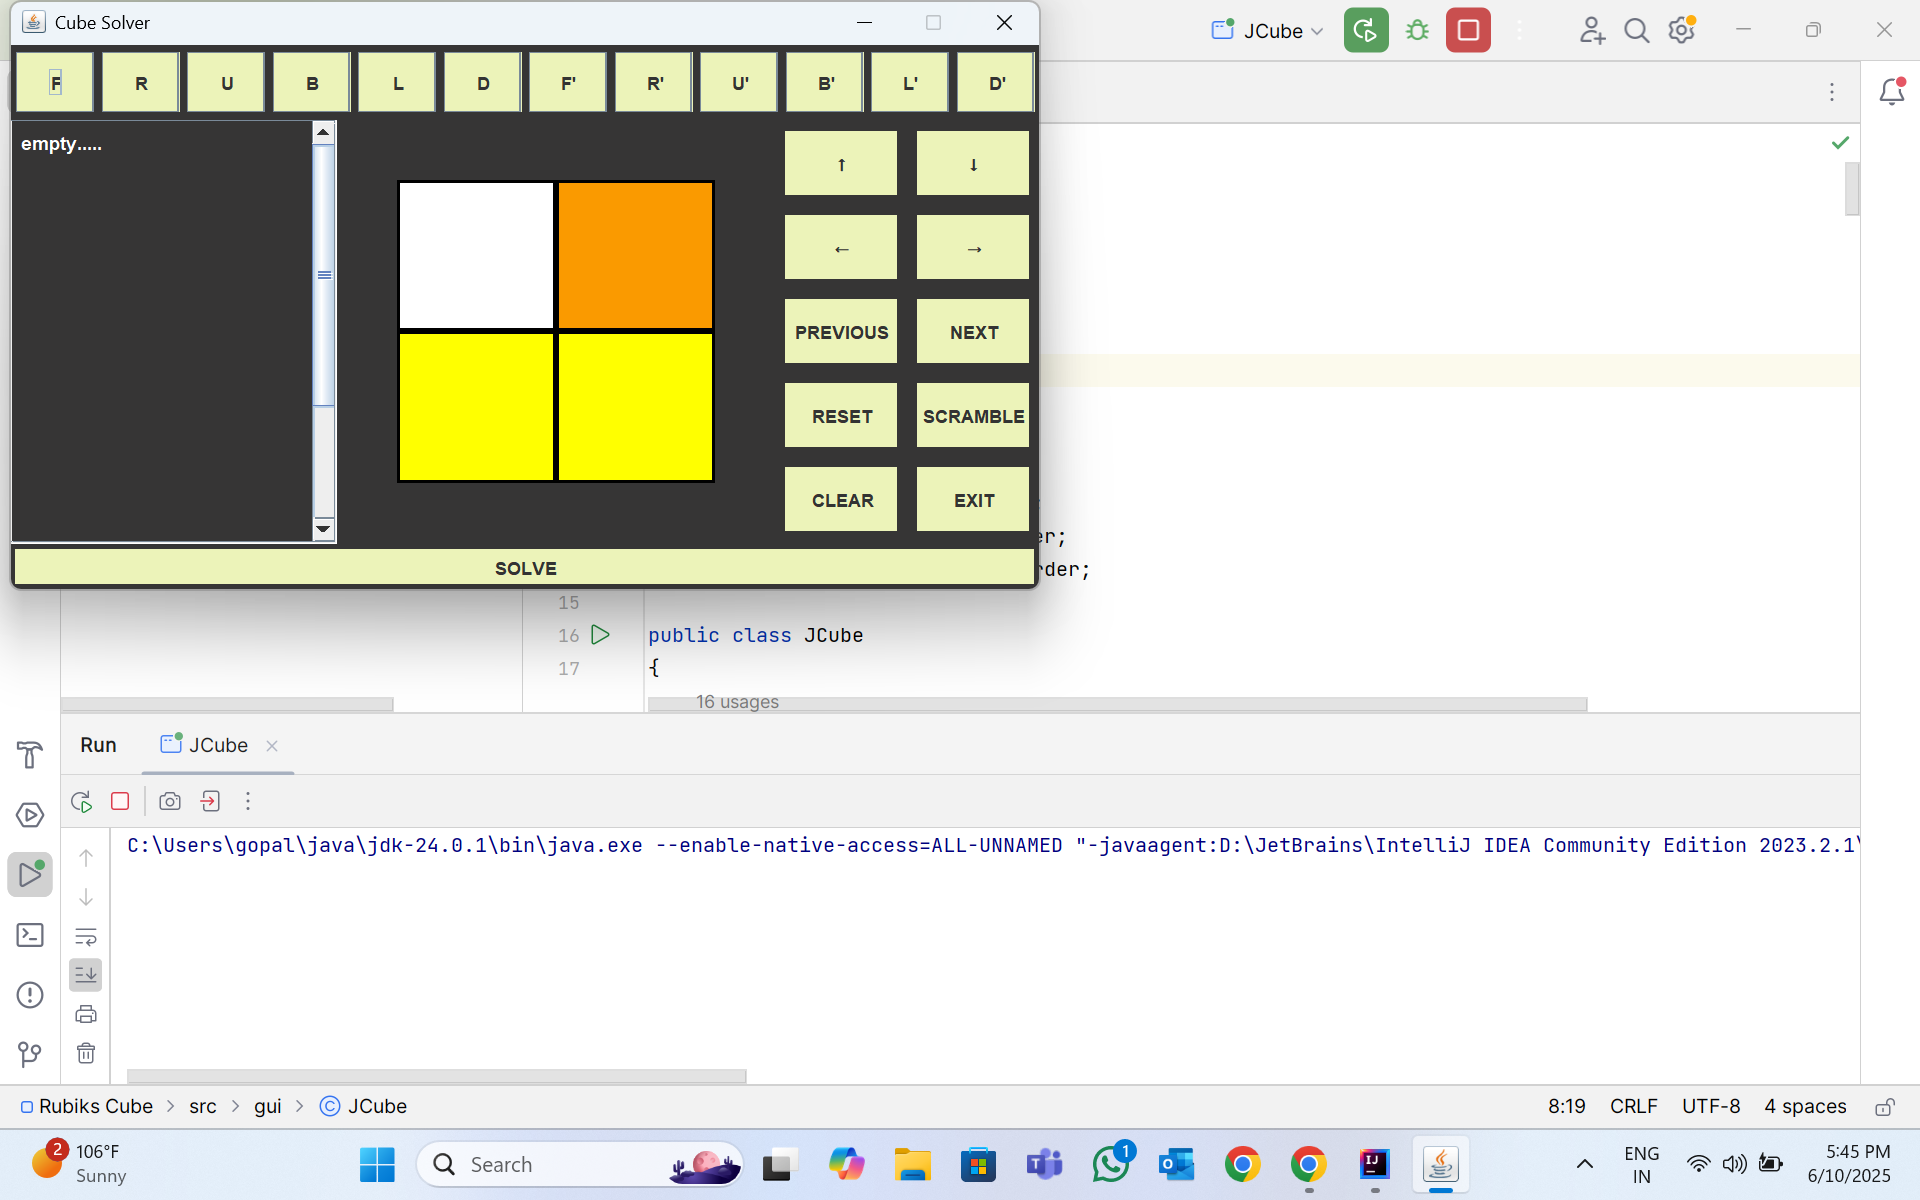 Cube Solver
JCube
F R U B L D F' R' U' B' L' D'
empty.....
↑ ↓
← →
PREVIOUS NEXT
RESET SCRAMBLE
CLEAR EXIT
SOLVE
er;
rder;
15
16 public class JCube
17 {
16 usages
Run JCube
C:\Users\gopal\java\jdk-24.0.1\bin\java.exe --enable-native-access=ALL-UNNAMED "-javaagent:D:\JetBrains\IntelliJ IDEA Community Edition 2023.2.1\
Rubiks Cube > src > gui > JCube
8:19 CRLF UTF-8 4 spaces
2 106°F
Sunny
Search
1
ENG
IN
5:45 PM
6/10/2025